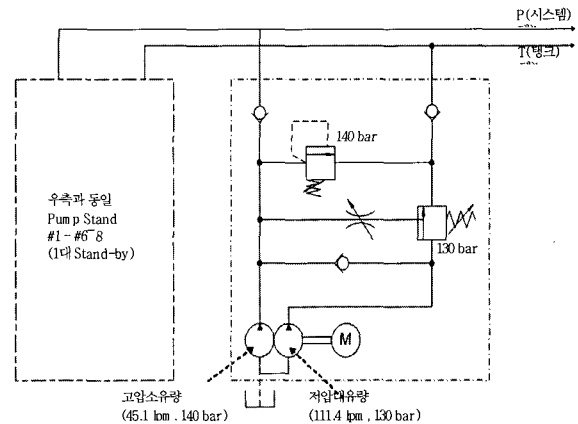 P(시스템)
T(탱크)
140 bar
우측과 동일
Pump Stand
#1 - #6~8
(1대 Stand-by)
130 bar
M
고압소유량
(45.1 lpm, 140 bar)
저압대유량
(111.4 lpm, 130 bar)